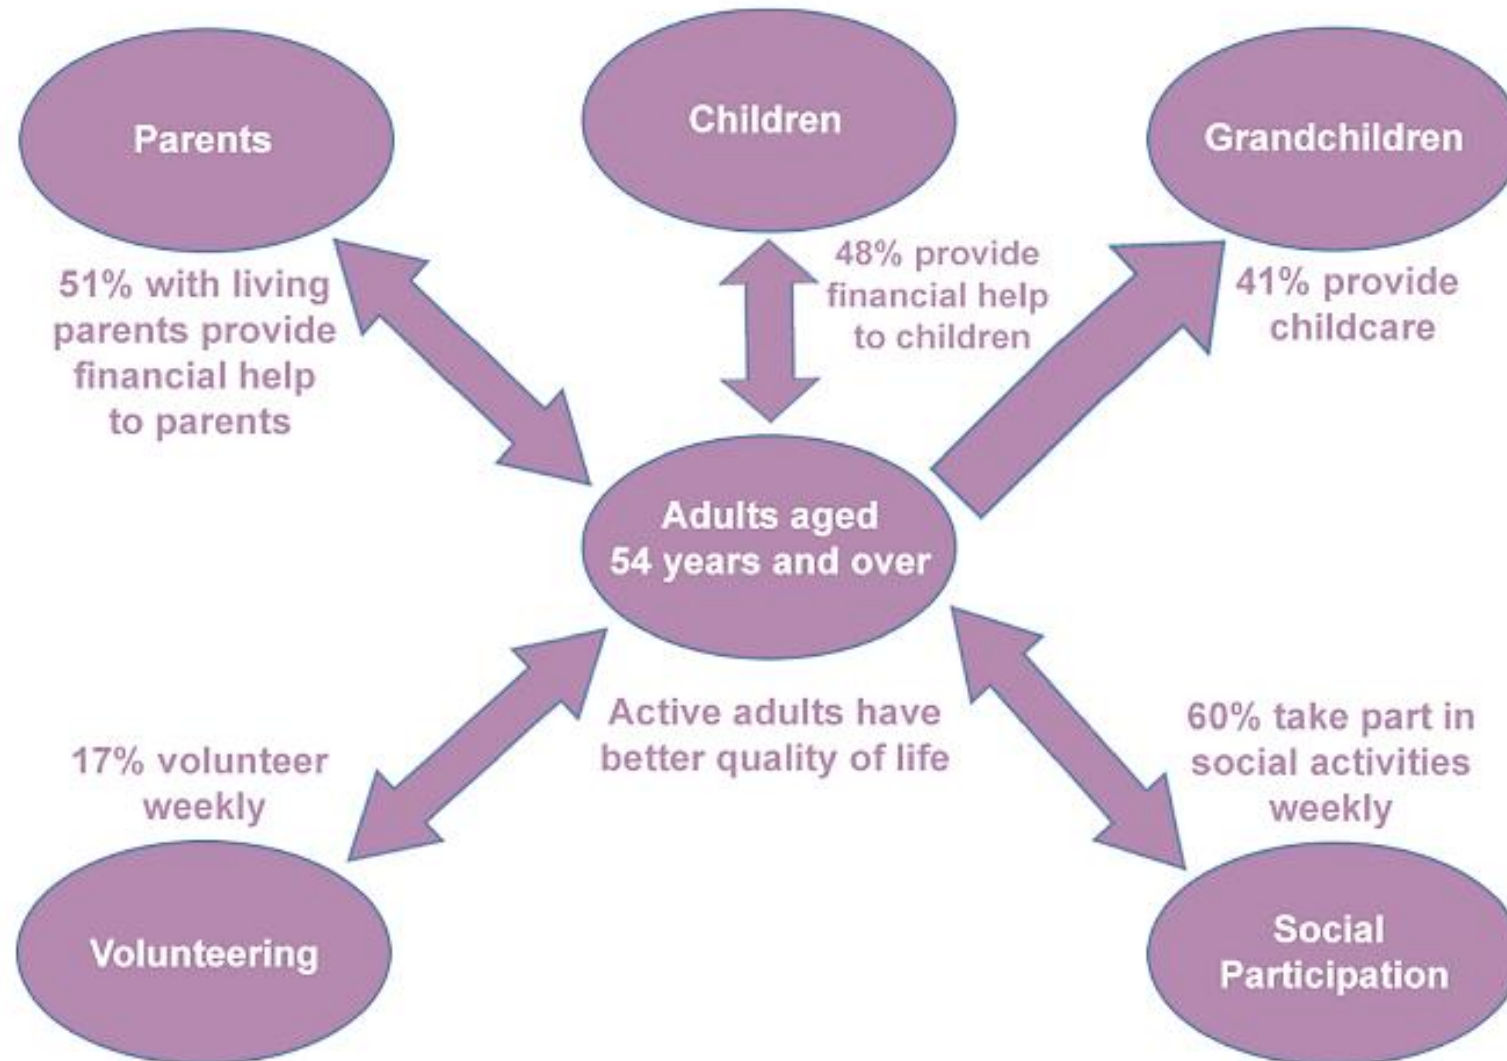 Parents
Children
Grandchildren
51% with living
parents provide
financial help
to parents
48% provide
financial help
to children
41% provide
childcare
Adults aged
54 years and over
Active adults have
better quality of life
17% volunteer
weekly
60% take part in
social activities
weekly
Volunteering
Social
Participation